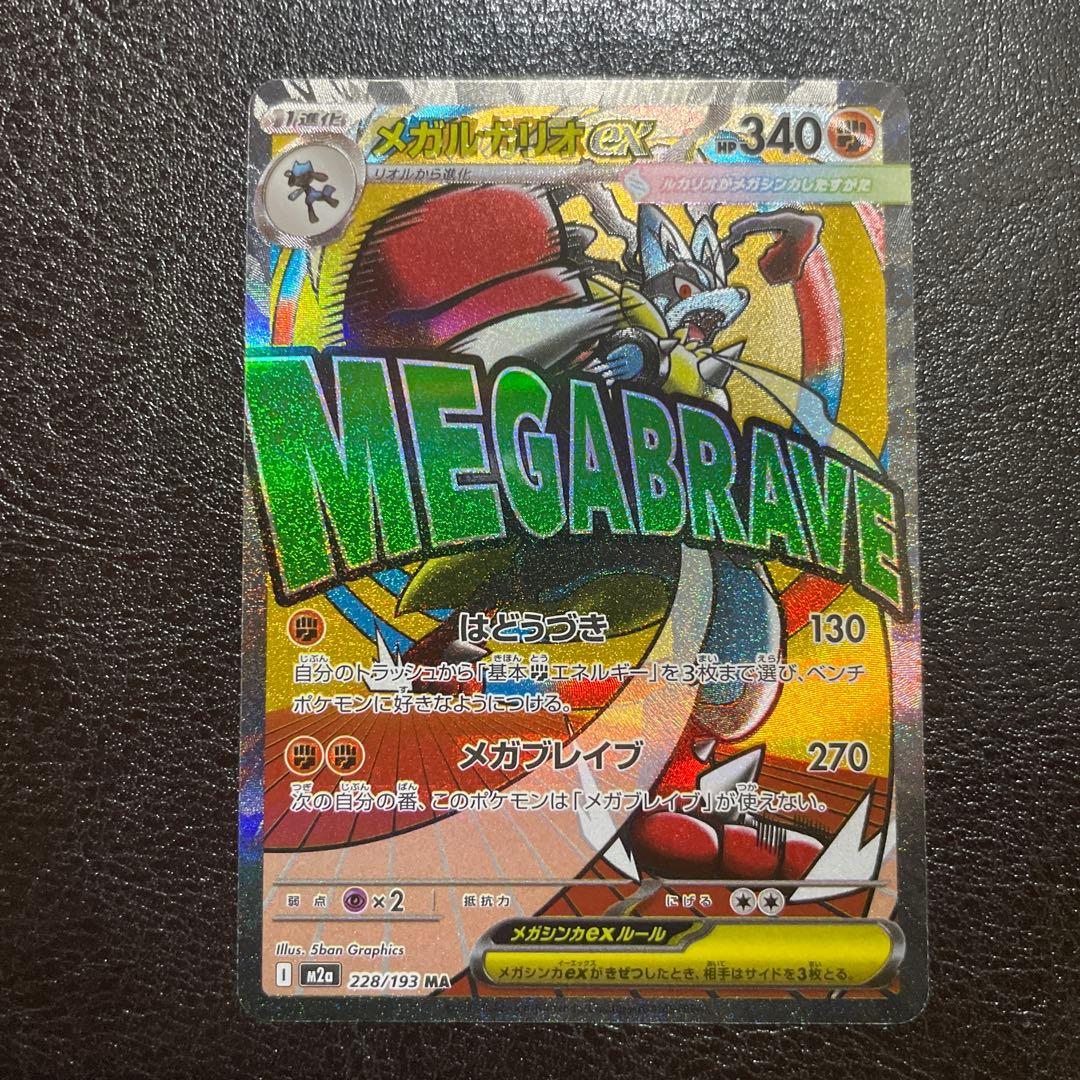 1進化
メガルカリオex
HP340
リオルから進化
ルカリオがメガシンカしたすがた
MEGABRAVE
はどうづき 130
自分のトラッシュから「基本エネルギー」を3枚まで選び、ベンチ
ポケモンに好きなようにつける。
メガブレイブ 270
次の自分の番、このポケモンは「メガブレイブ」が使えない。
弱点 ×2 抵抗力 にげる
Illus. 5ban Graphics
メガシンカexルール
メガシンカexがきぜつしたとき、相手はサイドを3枚とる。
I m2a 228/193 MA